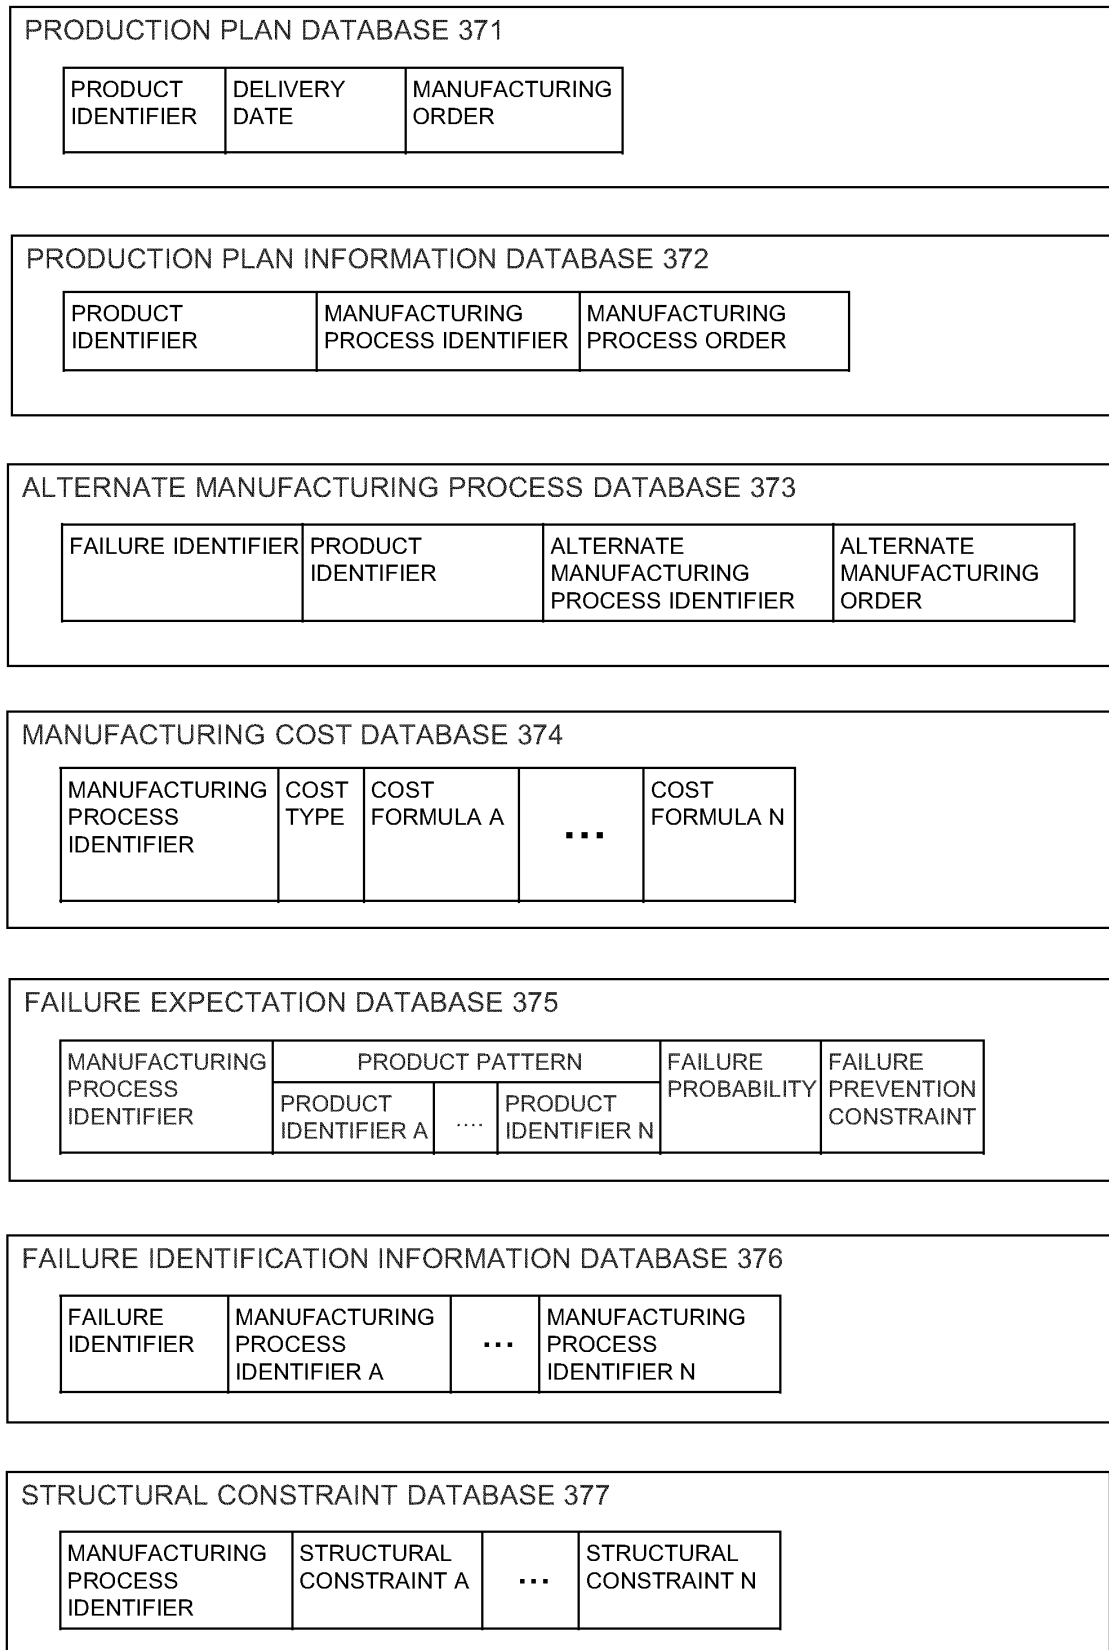 PRODUCTION PLAN DATABASE 371
PRODUCT
IDENTIFIER
DELIVERY
DATE
MANUFACTURING
ORDER
PRODUCTION PLAN INFORMATION DATABASE 372
PRODUCT
IDENTIFIER
MANUFACTURING
PROCESS IDENTIFIER
MANUFACTURING
PROCESS ORDER
ALTERNATE MANUFACTURING PROCESS DATABASE 373
FAILURE IDENTIFIER
PRODUCT
IDENTIFIER
ALTERNATE
MANUFACTURING
PROCESS IDENTIFIER
ALTERNATE
MANUFACTURING
ORDER
MANUFACTURING COST DATABASE 374
MANUFACTURING
PROCESS
IDENTIFIER
COST
TYPE
COST
FORMULA A
...
COST
FORMULA N
FAILURE EXPECTATION DATABASE 375
MANUFACTURING
PROCESS
IDENTIFIER
PRODUCT PATTERN
PRODUCT
IDENTIFIER A
....
PRODUCT
IDENTIFIER N
FAILURE
PROBABILITY
FAILURE
PREVENTION
CONSTRAINT
FAILURE IDENTIFICATION INFORMATION DATABASE 376
FAILURE
IDENTIFIER
MANUFACTURING
PROCESS
IDENTIFIER A
...
MANUFACTURING
PROCESS
IDENTIFIER N
STRUCTURAL CONSTRAINT DATABASE 377
MANUFACTURING
PROCESS
IDENTIFIER
STRUCTURAL
CONSTRAINT A
...
STRUCTURAL
CONSTRAINT N